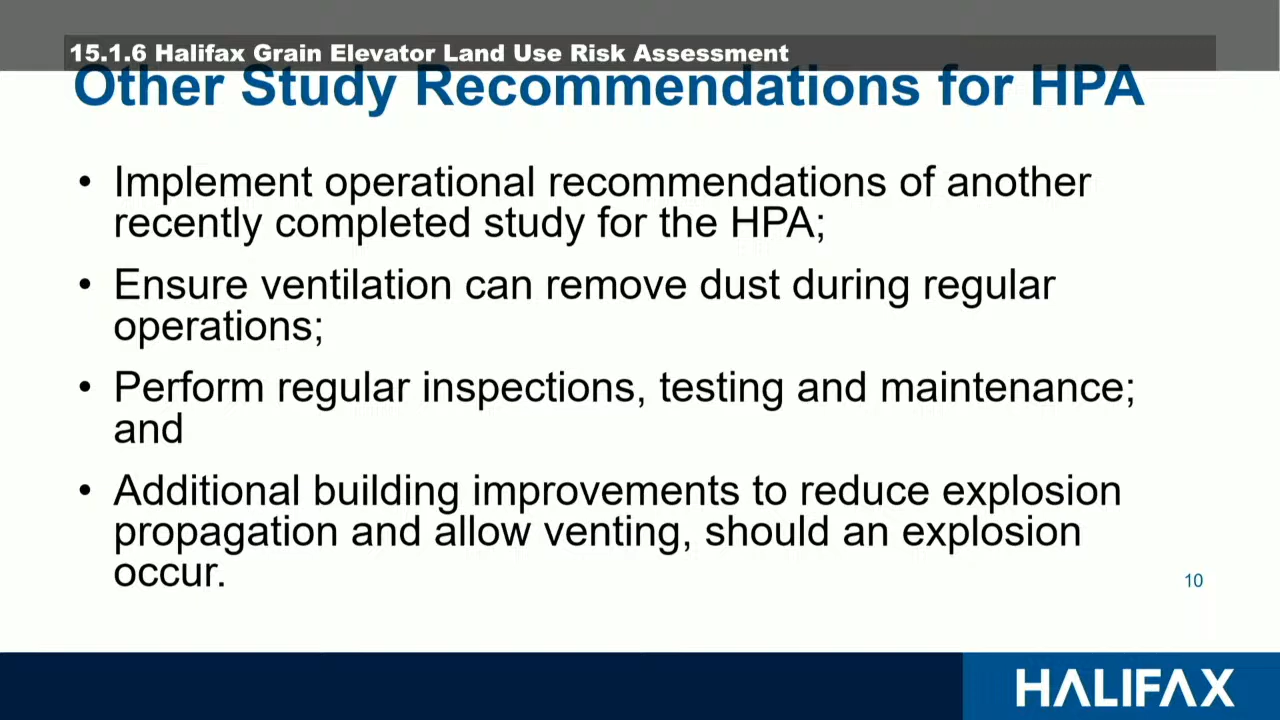 15.1.6 Halifax Grain Elevator Land Use Risk Assessment
Other Study Recommendations for HPA
• Implement operational recommendations of another
recently completed study for the HPA;
• Ensure ventilation can remove dust during regular
operations;
• Perform regular inspections, testing and maintenance;
and
• Additional building improvements to reduce explosion
propagation and allow venting, should an explosion
occur.
10
HALIFAX